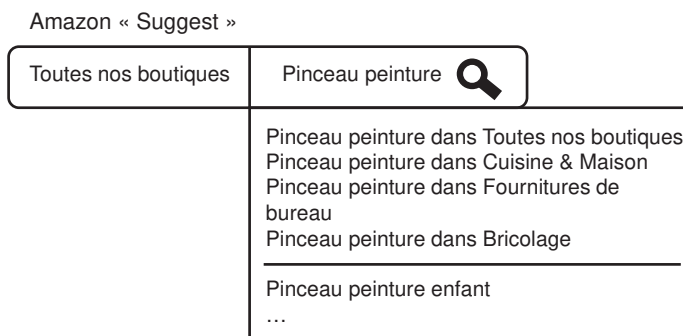 Amazon « Suggest »
Toutes nos boutiques
Pinceau peinture
Pinceau peinture dans Toutes nos boutiques
Pinceau peinture dans Cuisine & Maison
Pinceau peinture dans Fournitures de
bureau
Pinceau peinture dans Bricolage
Pinceau peinture enfant
…